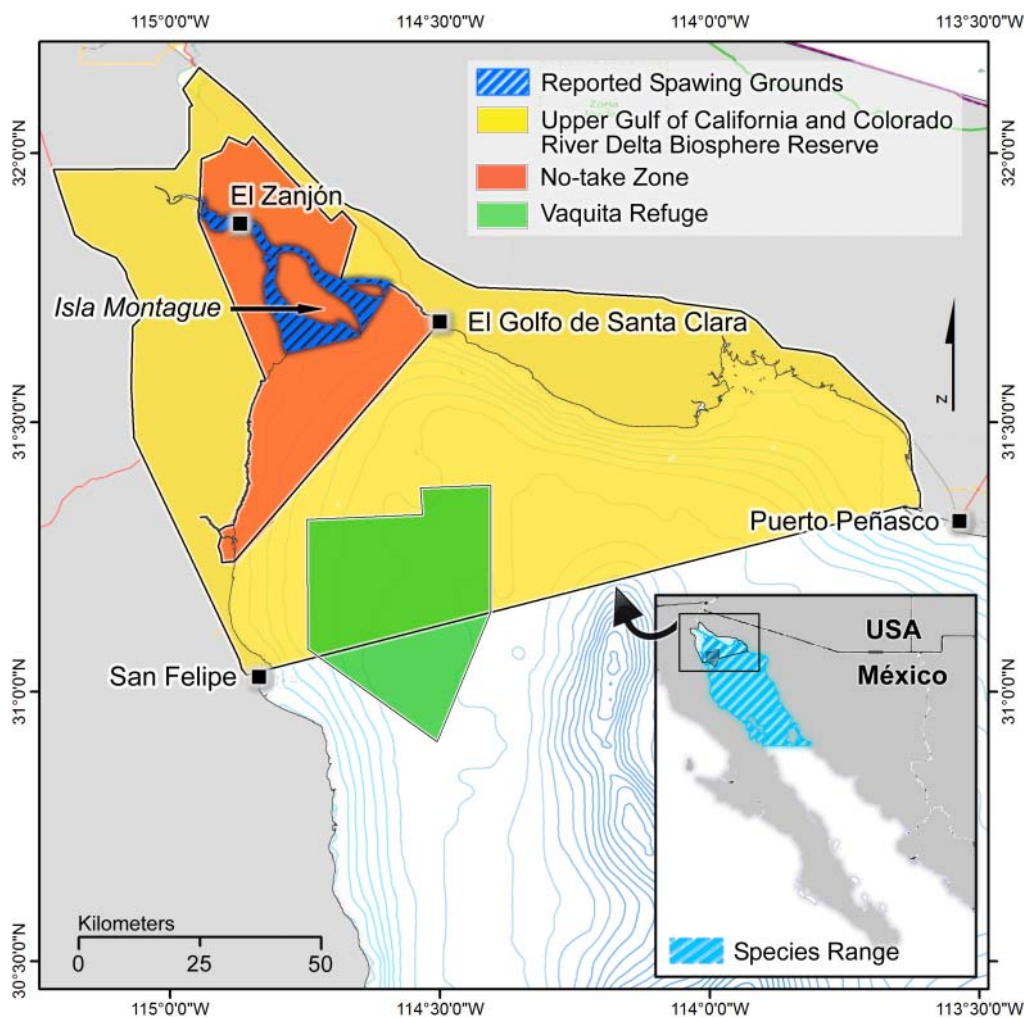 115°0'0"W 114°30'0"W 114°0'0"W 113°30'0"W
Reported Spawing Grounds
Zona
Upper Gulf of California and Colorado
River Delta Biosphere Reserve
No-take Zone
Vaquita Refuge
32°0'0"N
32°0'0"N
El Zanjón
Isla Montague
El Golfo de Santa Clara
N
31°30'0"N
31°30'0"N
Puerto Peñasco
San Felipe
31°0'0"N
31°0'0"N
USA
México
Species Range
Kilometers
0 25 50
30°30'0"N
30°30'0"N
115°0'0"W 114°30'0"W 114°0'0"W 113°30'0"W